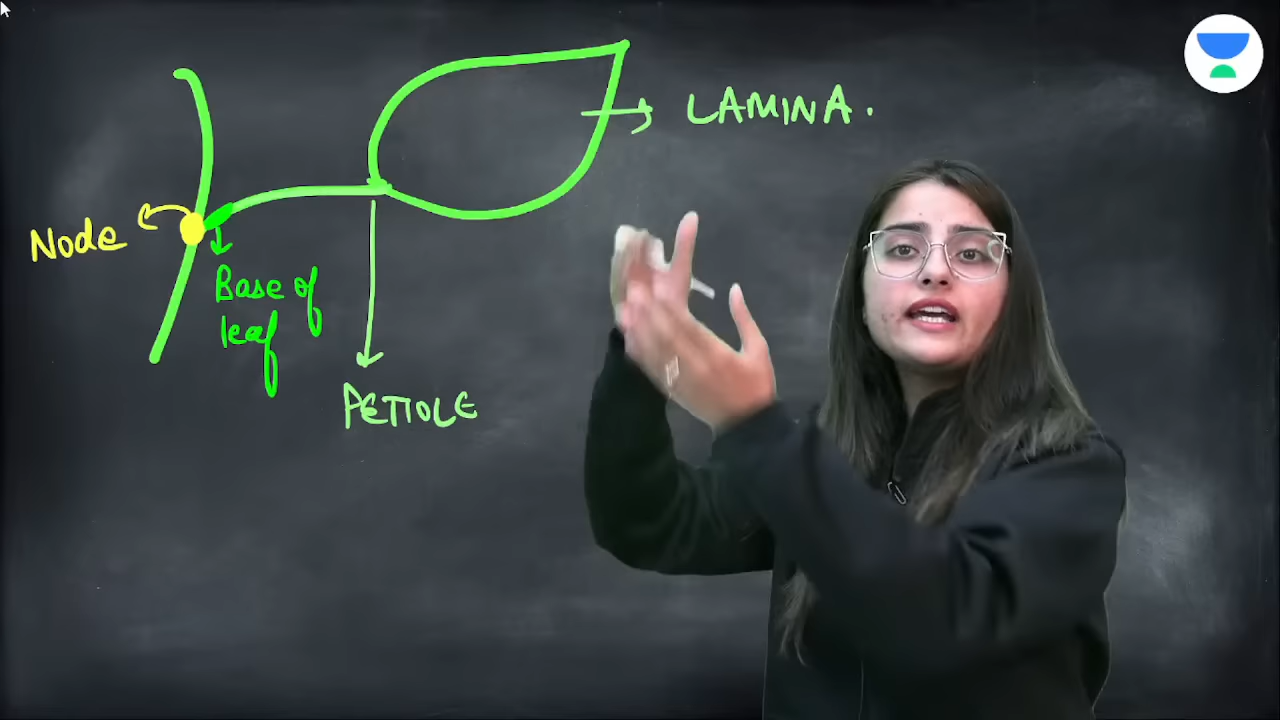 LAMINA.
Node
Base of
leaf
PETIOLE